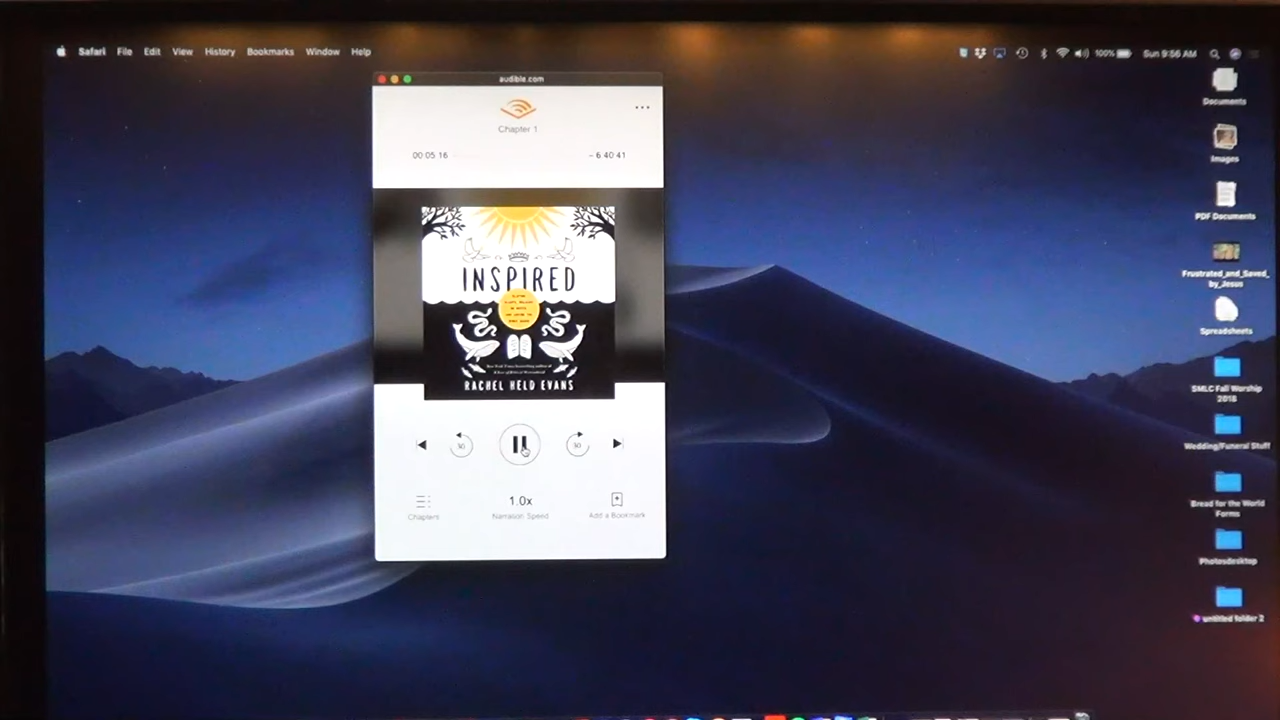 Safari File Edit View History Bookmarks Window Help
100% Sun 9:56 AM
audible.com
Chapter 1
00:05:16
- 6:40:41
INSPIRED
RACHEL HELD EVANS
30
30
1.0x
Chapters
Narration Speed
Add a Bookmark
Documents
Images
PDF Documents
Frustrated_and_Saved_
by_Jesus
Spreadsheets
SMLC Fall Worship
2018
Wedding/Funeral Stuff
Bread for the World
Forms
Photosdesktop
untitled folder 2